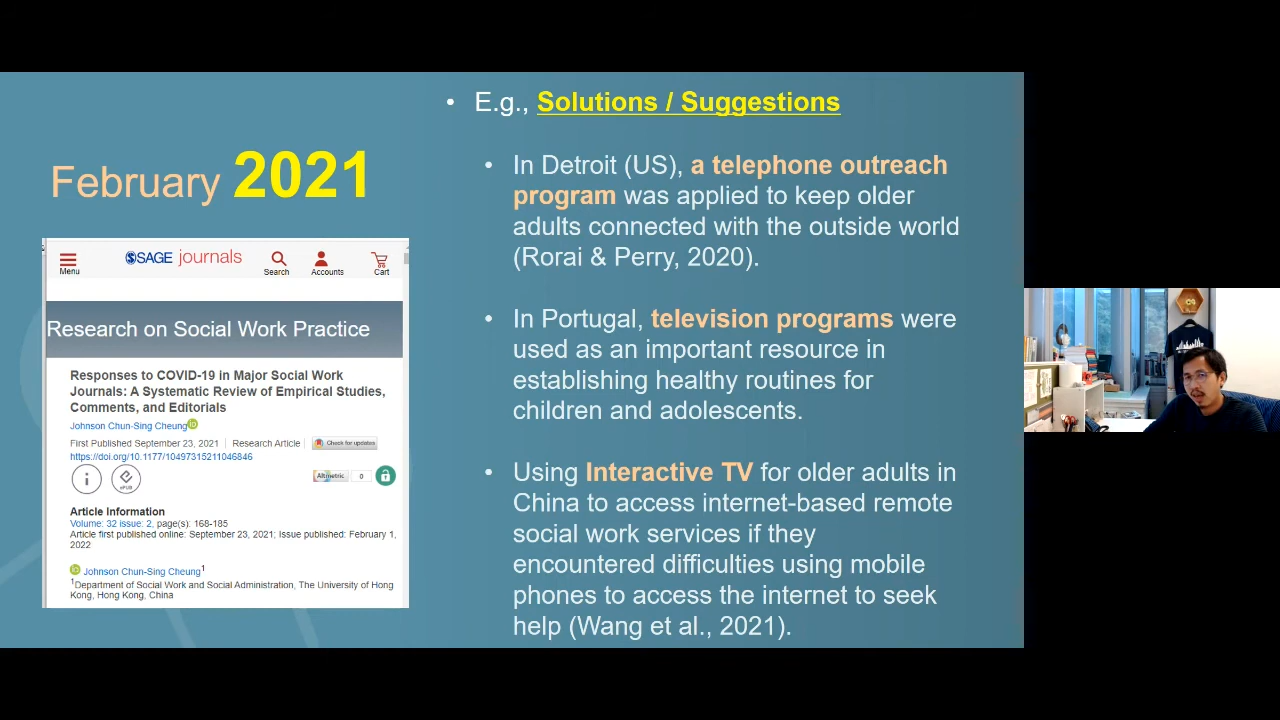 February 2021
Menu
SAGE journals
Search
Accounts
Cart
Research on Social Work Practice
Responses to COVID-19 in Major Social Work
Journals: A Systematic Review of Empirical Studies,
Comments, and Editorials
Johnson Chun-Sing Cheung iD
First Published September 23, 2021 | Research Article | Check for updates
https://doi.org/10.1177/10497315211046846
i
ePUB
Altmetric 0
Article Information
Volume: 32 issue: 2, page(s): 168-185
Article first published online: September 23, 2021; Issue published: February 1,
2022
iD Johnson Chun-Sing Cheung1
1Department of Social Work and Social Administration, The University of Hong
Kong, Hong Kong, China
• E.g., Solutions / Suggestions
• In Detroit (US), a telephone outreach
program was applied to keep older
adults connected with the outside world
(Rorai & Perry, 2020).
• In Portugal, television programs were
used as an important resource in
establishing healthy routines for
children and adolescents.
• Using Interactive TV for older adults in
China to access internet-based remote
social work services if they
encountered difficulties using mobile
phones to access the internet to seek
help (Wang et al., 2021).